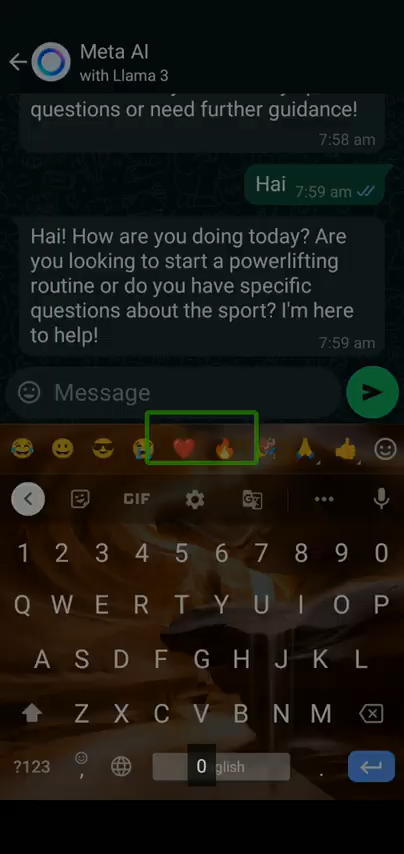 Meta AI
with Llama 3
questions or need further guidance!
7:58 am
Hai 7:59 am
Hai! How are you doing today? Are
you looking to start a powerlifting
routine or do you have specific
questions about the sport? I'm here
to help!
7:59 am
Message
GIF
1 2 3 4 5 6 7 8 9 0
Q W E R T Y U I O P
A S D F G H J K L
Z X C V B N M
?123 , 0 nglish .